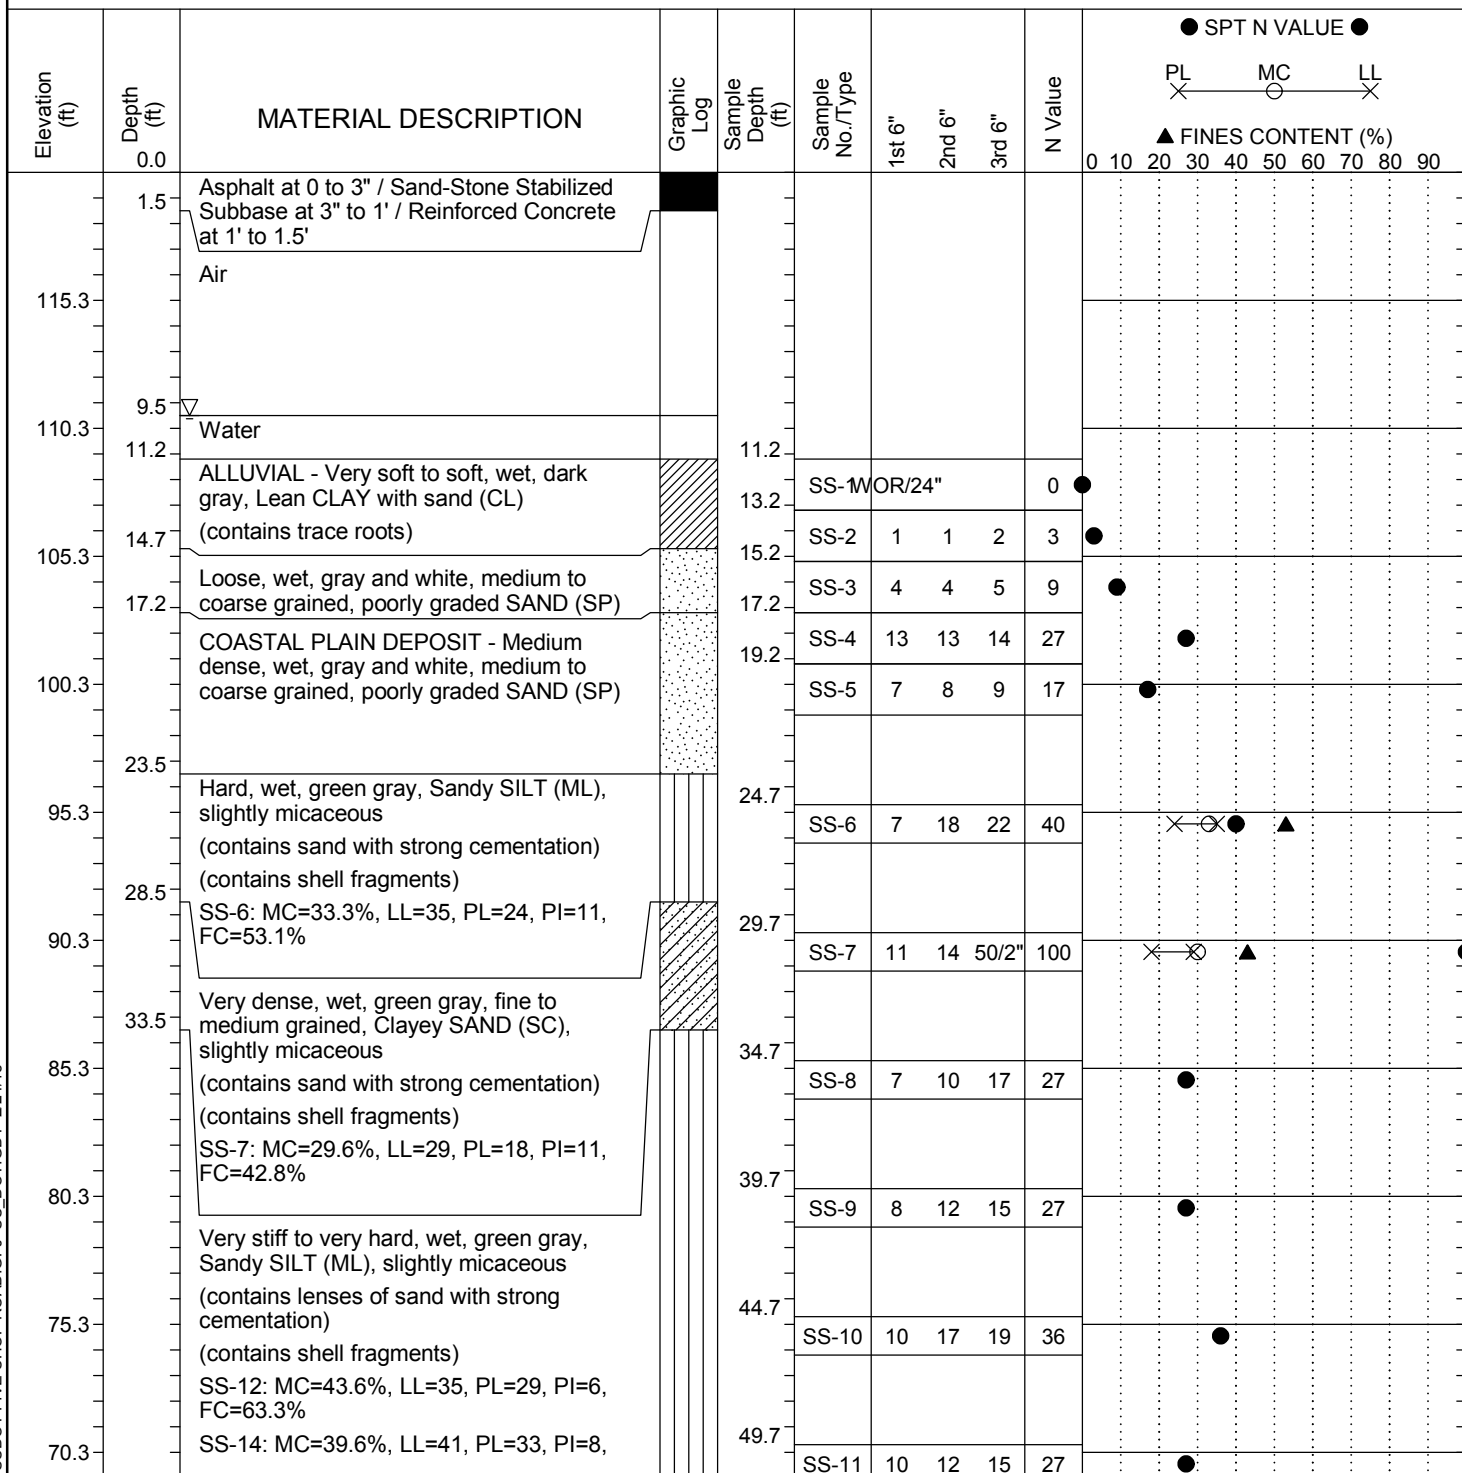 ● SPT N VALUE ●
PL MC LL
▲ FINES CONTENT (%)
0 10 20 30 40 50 60 70 80 90
Elevation (ft)
Depth (ft)
0.0
MATERIAL DESCRIPTION
Graphic Log
Sample Depth (ft)
Sample No./Type
1st 6"
2nd 6"
3rd 6"
N Value
1.5
Asphalt at 0 to 3" / Sand-Stone Stabilized
Subbase at 3" to 1' / Reinforced Concrete
at 1' to 1.5'
Air
115.3
9.5
110.3
Water
11.2 11.2
ALLUVIAL - Very soft to soft, wet, dark
gray, Lean CLAY with sand (CL)
(contains trace roots)
SS-1 WOR/24" 0
13.2
SS-2 1 1 2 3
14.7
105.3 15.2
Loose, wet, gray and white, medium to
coarse grained, poorly graded SAND (SP)
SS-3 4 4 5 9
17.2 17.2
COASTAL PLAIN DEPOSIT - Medium
dense, wet, gray and white, medium to
coarse grained, poorly graded SAND (SP)
SS-4 13 13 14 27
19.2
100.3
SS-5 7 8 9 17
23.5
Hard, wet, green gray, Sandy SILT (ML),
slightly micaceous
(contains sand with strong cementation)
(contains shell fragments)
SS-6: MC=33.3%, LL=35, PL=24, PI=11,
FC=53.1%
24.7
95.3
SS-6 7 18 22 40
28.5
29.7
90.3
SS-7 11 14 50/2" 100
Very dense, wet, green gray, fine to
medium grained, Clayey SAND (SC),
slightly micaceous
(contains sand with strong cementation)
(contains shell fragments)
SS-7: MC=29.6%, LL=29, PL=18, PI=11,
FC=42.8%
33.5
34.7
85.3
SS-8 7 10 17 27
39.7
80.3
SS-9 8 12 15 27
Very stiff to very hard, wet, green gray,
Sandy SILT (ML), slightly micaceous
(contains lenses of sand with strong
cementation)
(contains shell fragments)
SS-12: MC=43.6%, LL=35, PL=29, PI=6,
FC=63.3%
SS-14: MC=39.6%, LL=41, PL=33, PI=8,
44.7
75.3
SS-10 10 17 19 36
49.7
70.3
SS-11 10 12 15 27